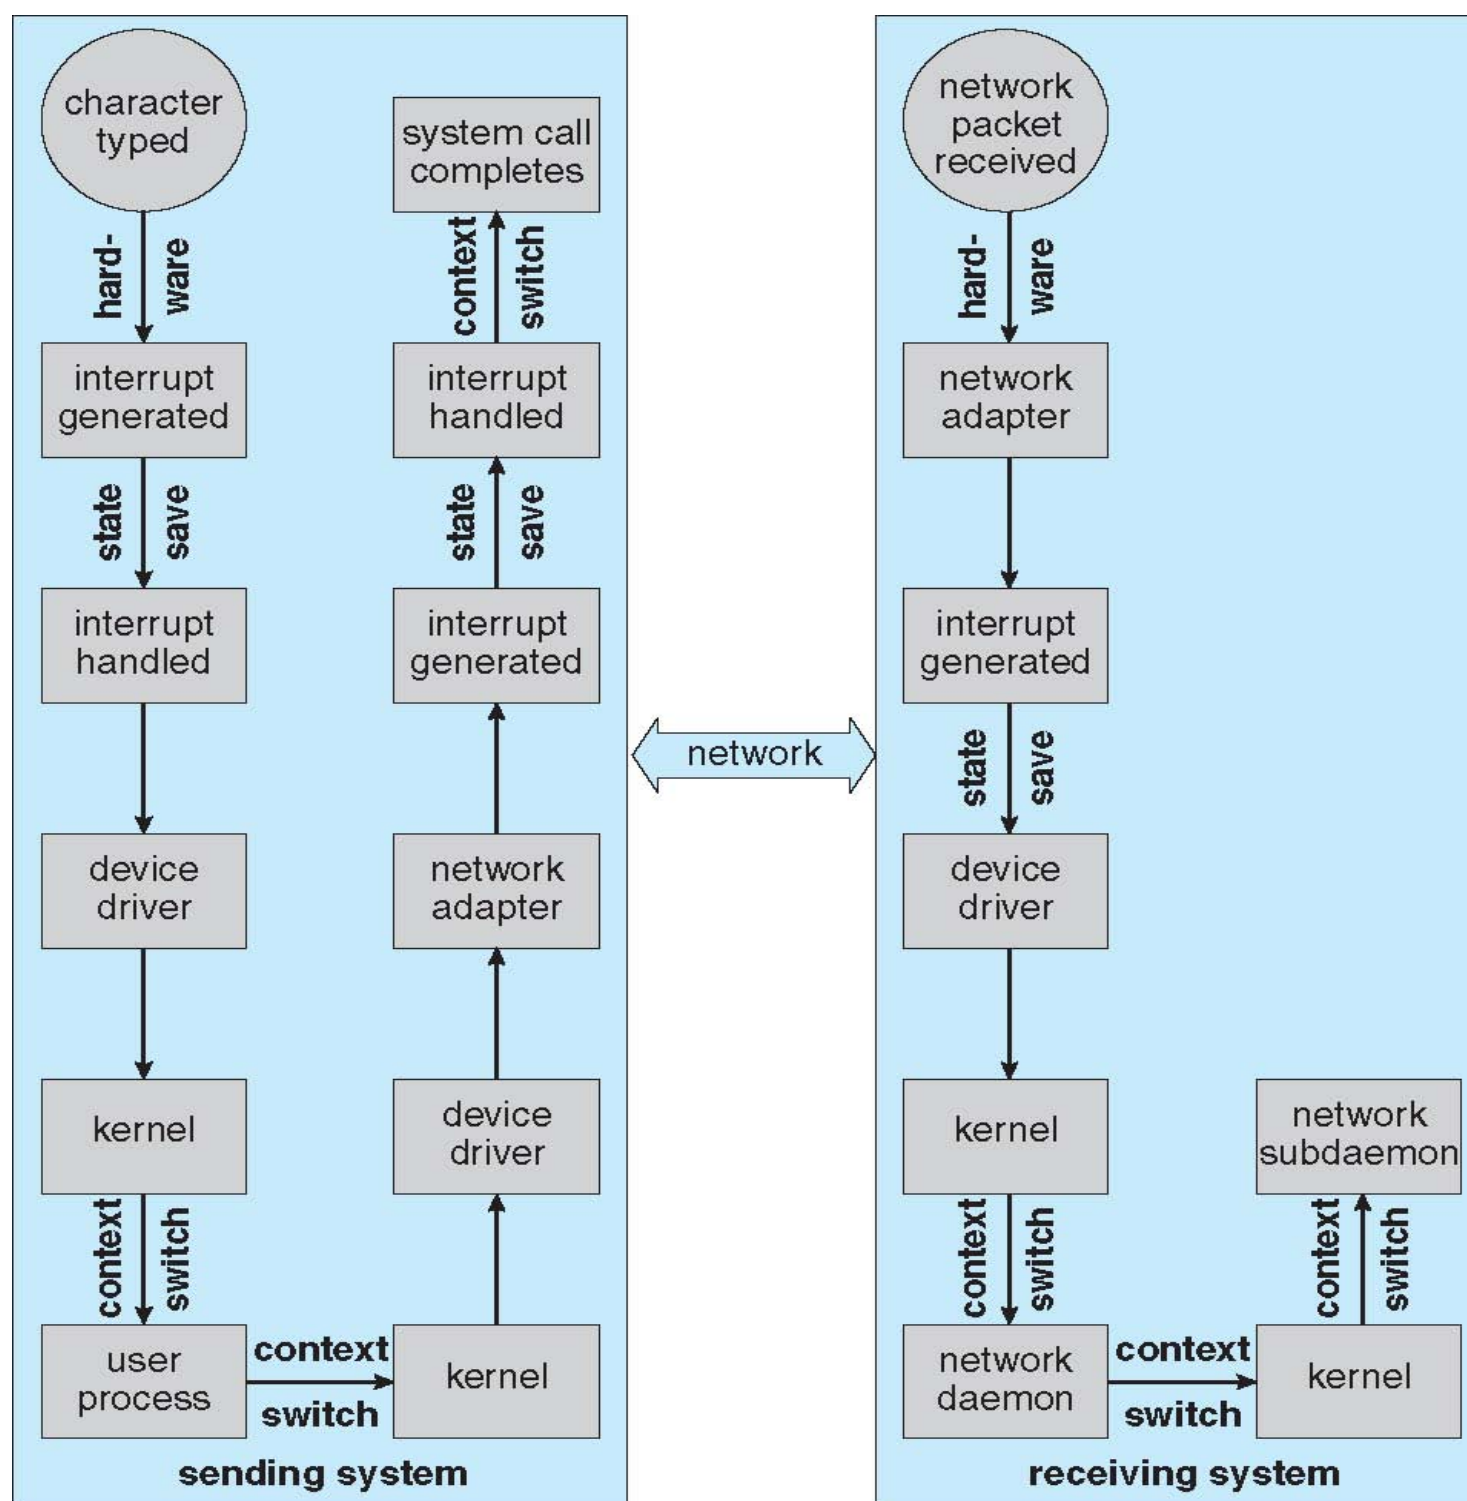 character
typed
hard-
ware
interrupt
generated
state
save
interrupt
handled
device
driver
kernel
context
switch
user
process
context
switch
kernel
device
driver
network
adapter
interrupt
generated
state
save
interrupt
handled
context
switch
system call
completes
sending system
network
network
packet
received
hard-
ware
network
adapter
interrupt
generated
state
save
device
driver
kernel
context
switch
network
daemon
context
switch
kernel
context
switch
network
subdaemon
receiving system